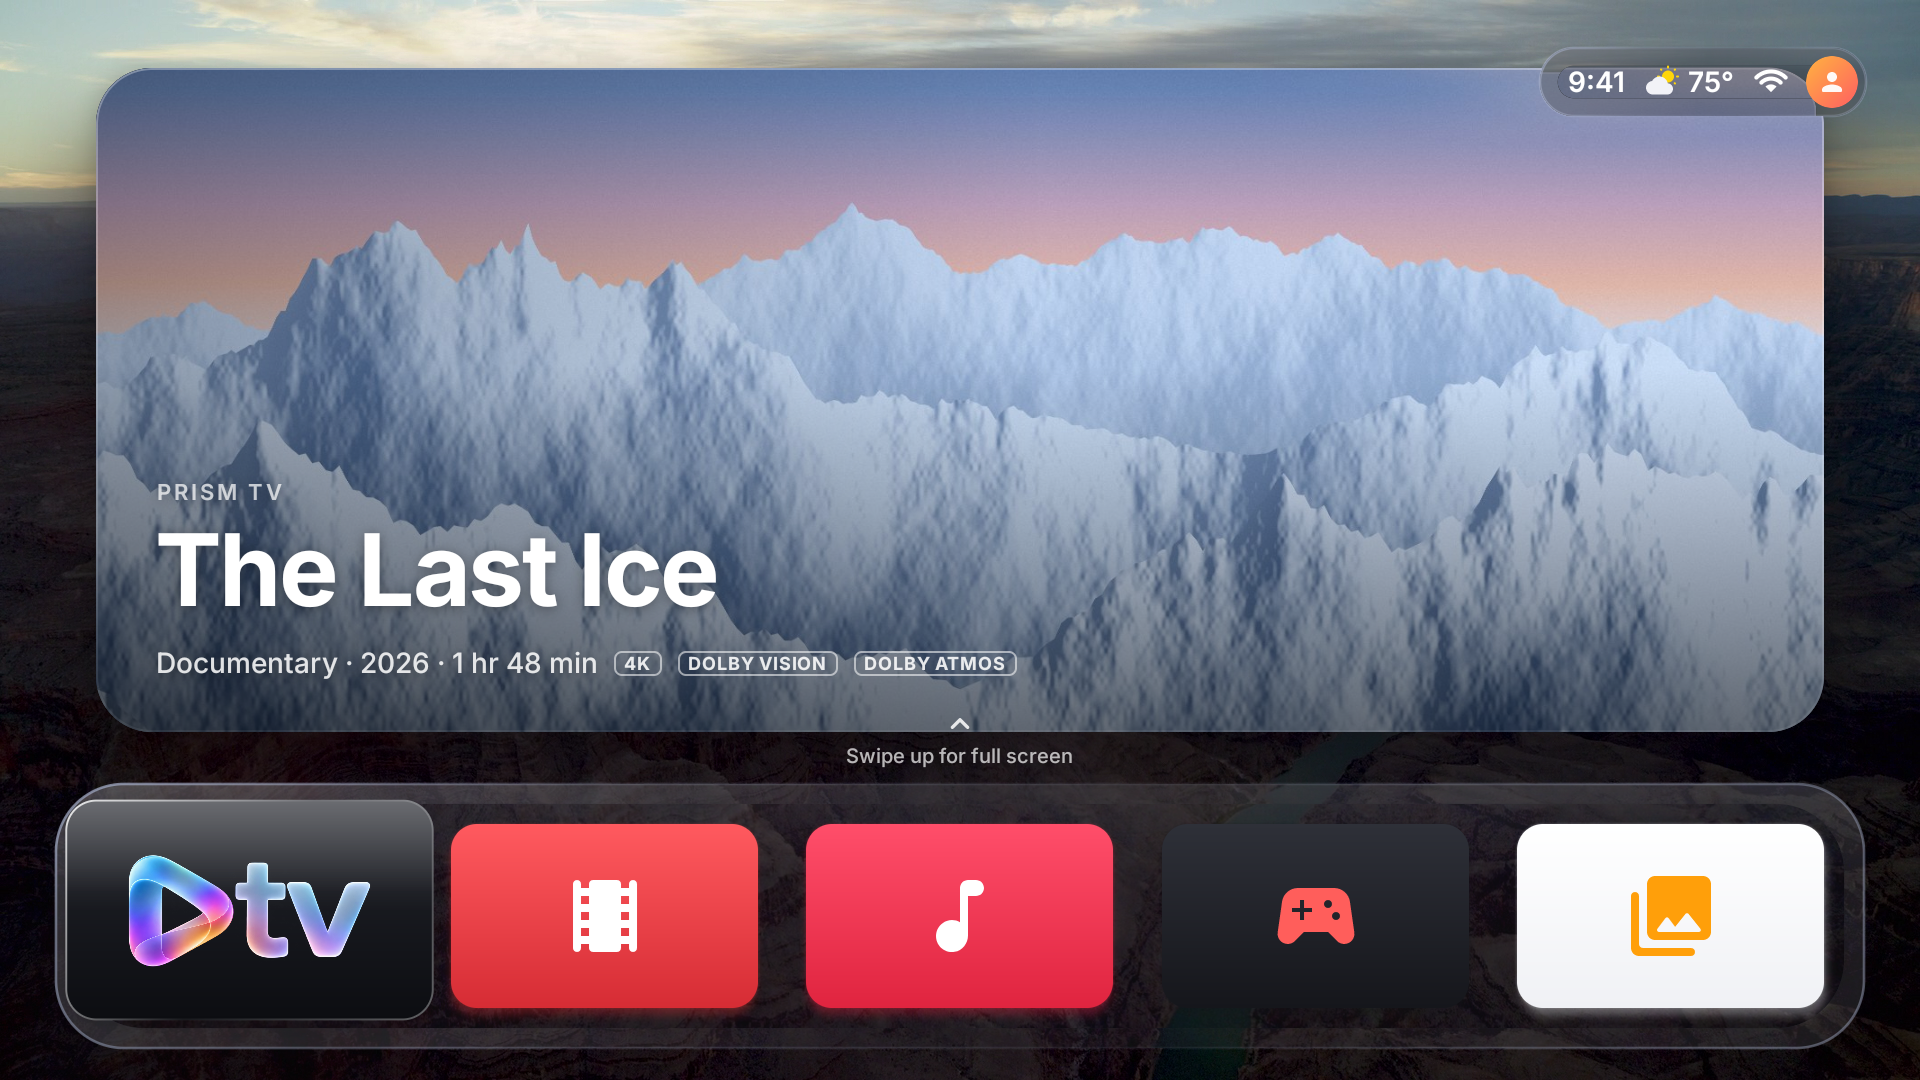 9:41 75°
PRISM TV
The Last Ice
Documentary · 2026 · 1 hr 48 min 4K DOLBY VISION DOLBY ATMOS
Swipe up for full screen
tv